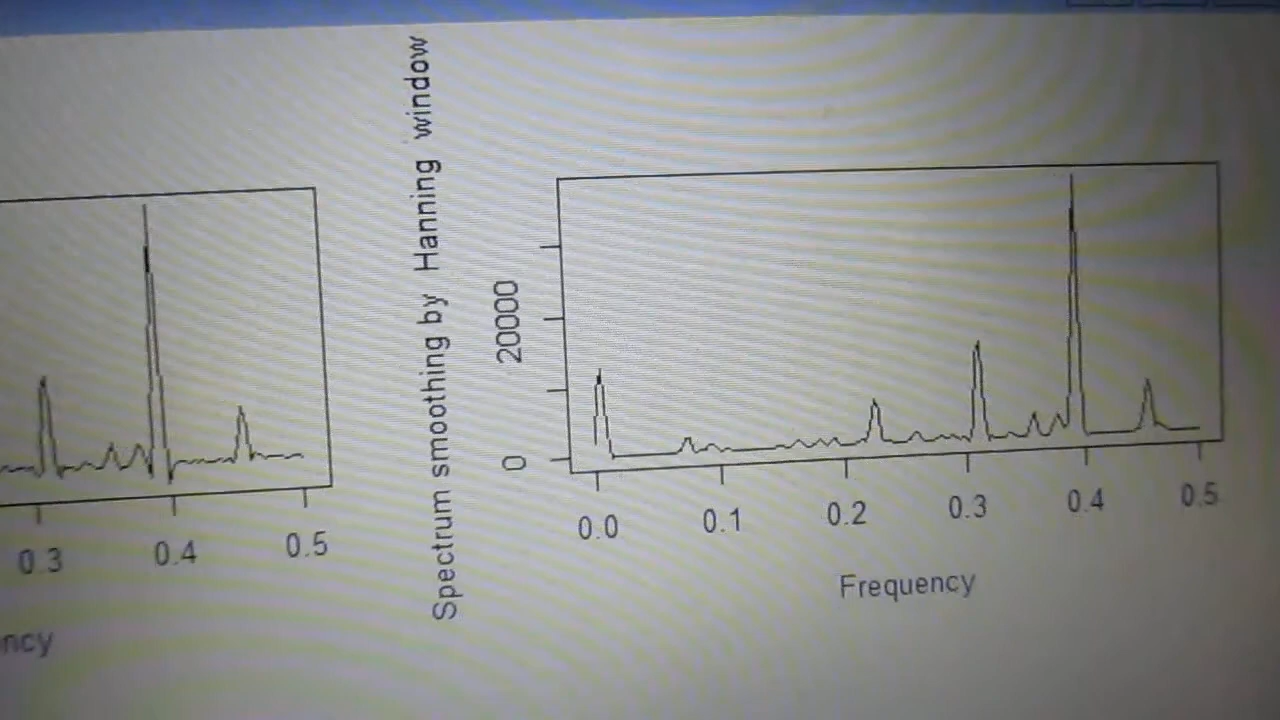 0.3 0.4 0.5
ncy
Spectrum smoothing by Hanning window
20000
0
0.0 0.1 0.2 0.3 0.4 0.5
Frequency